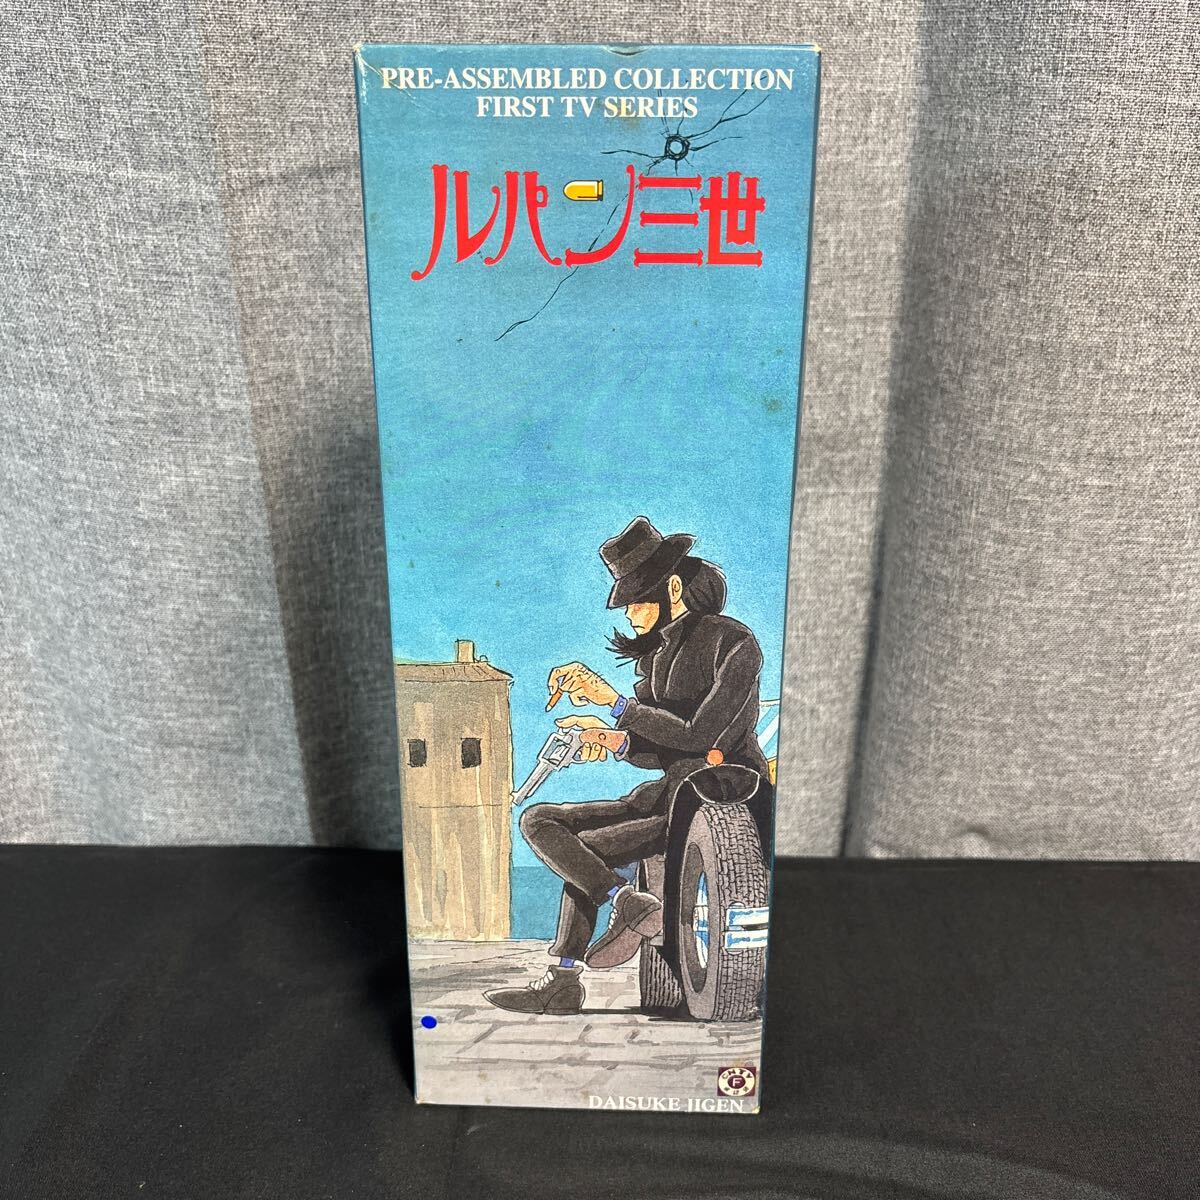 PRE-ASSEMBLED COLLECTION
FIRST TV SERIES
ルパン三世
F
DAISUKE JIGEN